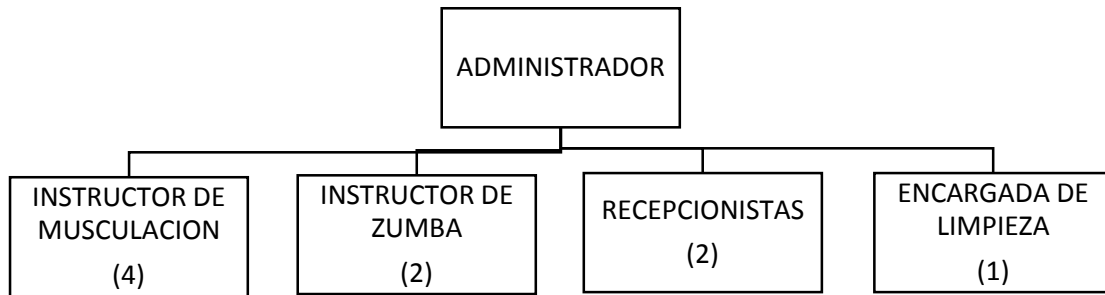 ADMINISTRADOR
INSTRUCTOR DE
MUSCULACION
(4)
INSTRUCTOR DE
ZUMBA
(2)
RECEPCIONISTAS
(2)
ENCARGADA DE
LIMPIEZA
(1)